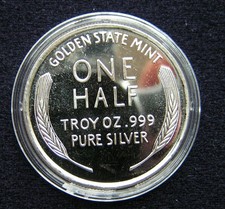 GOLDEN STATE MINT
ONE
HALF
TROY OZ .999
PURE SILVER